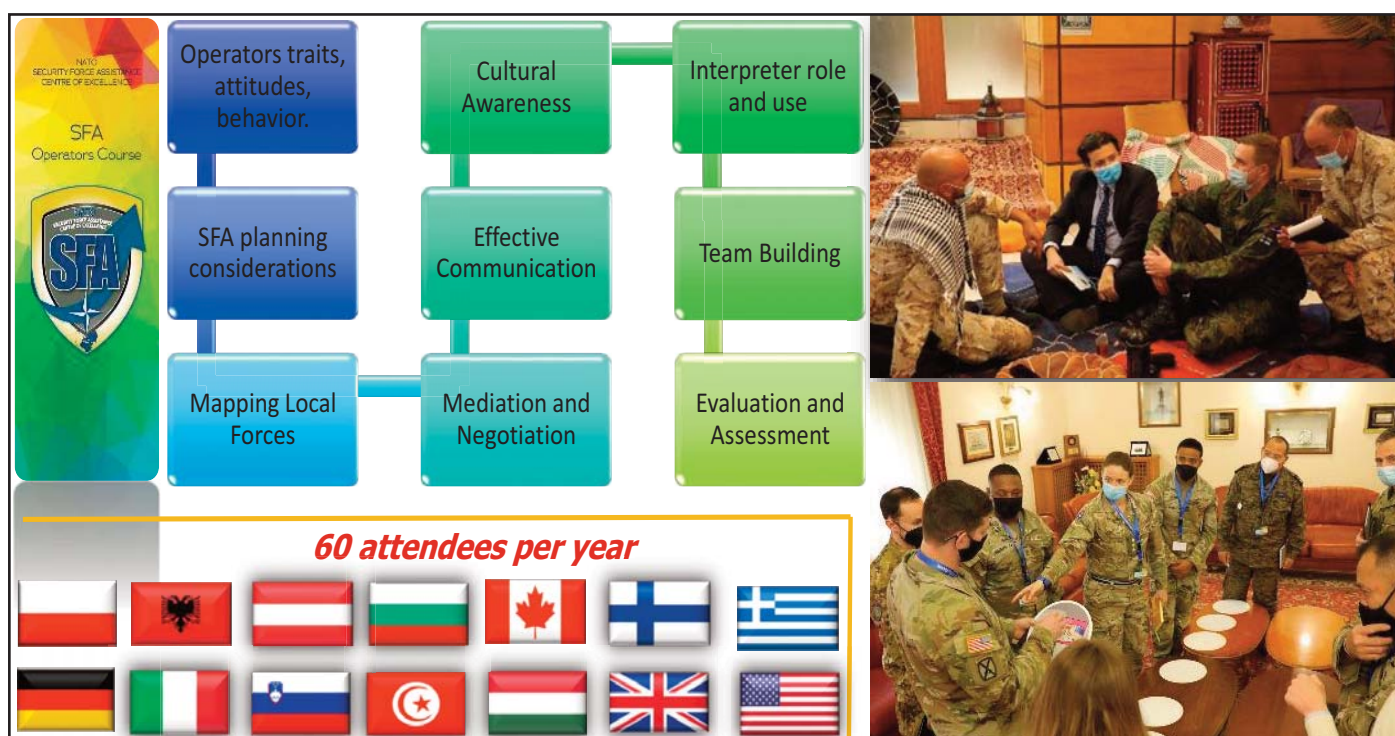 NATO
SECURITY FORCE ASSISTANCE
CENTRE OF EXCELLENCE
SFA
Operators Course
SFA
Operators traits,
attitudes,
behavior.
SFA planning
considerations
Mapping Local
Forces
Mediation and
Negotiation
Effective
Communication
Cultural
Awareness
Interpreter role
and use
Team Building
Evaluation and
Assessment
60 attendees per year